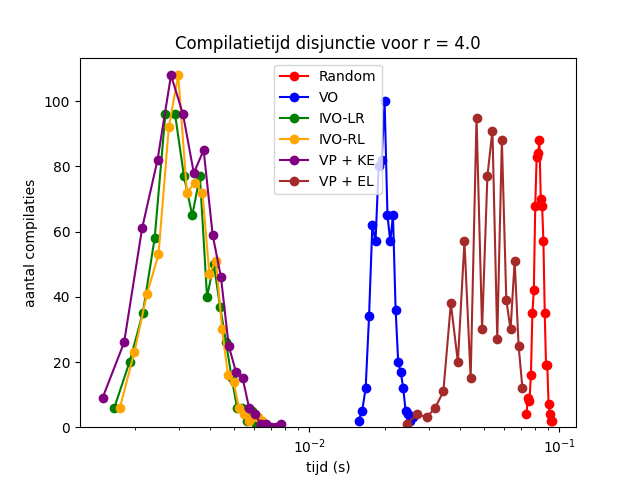 Compilatietijd disjunctie voor r = 4.0
Random
VO
IVO-LR
IVO-RL
VP + KE
VP + EL
aantal compilaties
100
80
60
40
20
0
10⁻²
10⁻¹
tijd (s)